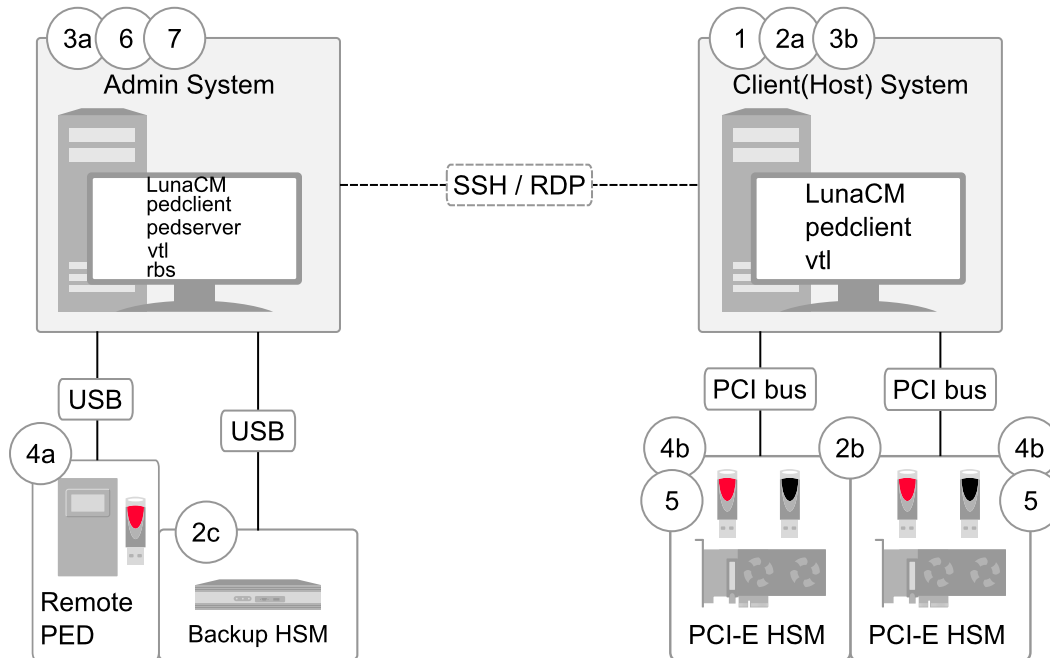 3a 6 7
Admin System
LunaCM
pedclient
pedserver
vtl
rbs
SSH / RDP
1 2a 3b
Client(Host) System
LunaCM
pedclient
vtl
USB
USB
PCI bus
PCI bus
4a
2c
Remote
PED
Backup HSM
4b
5
2b
4b
5
PCI-E HSM
PCI-E HSM